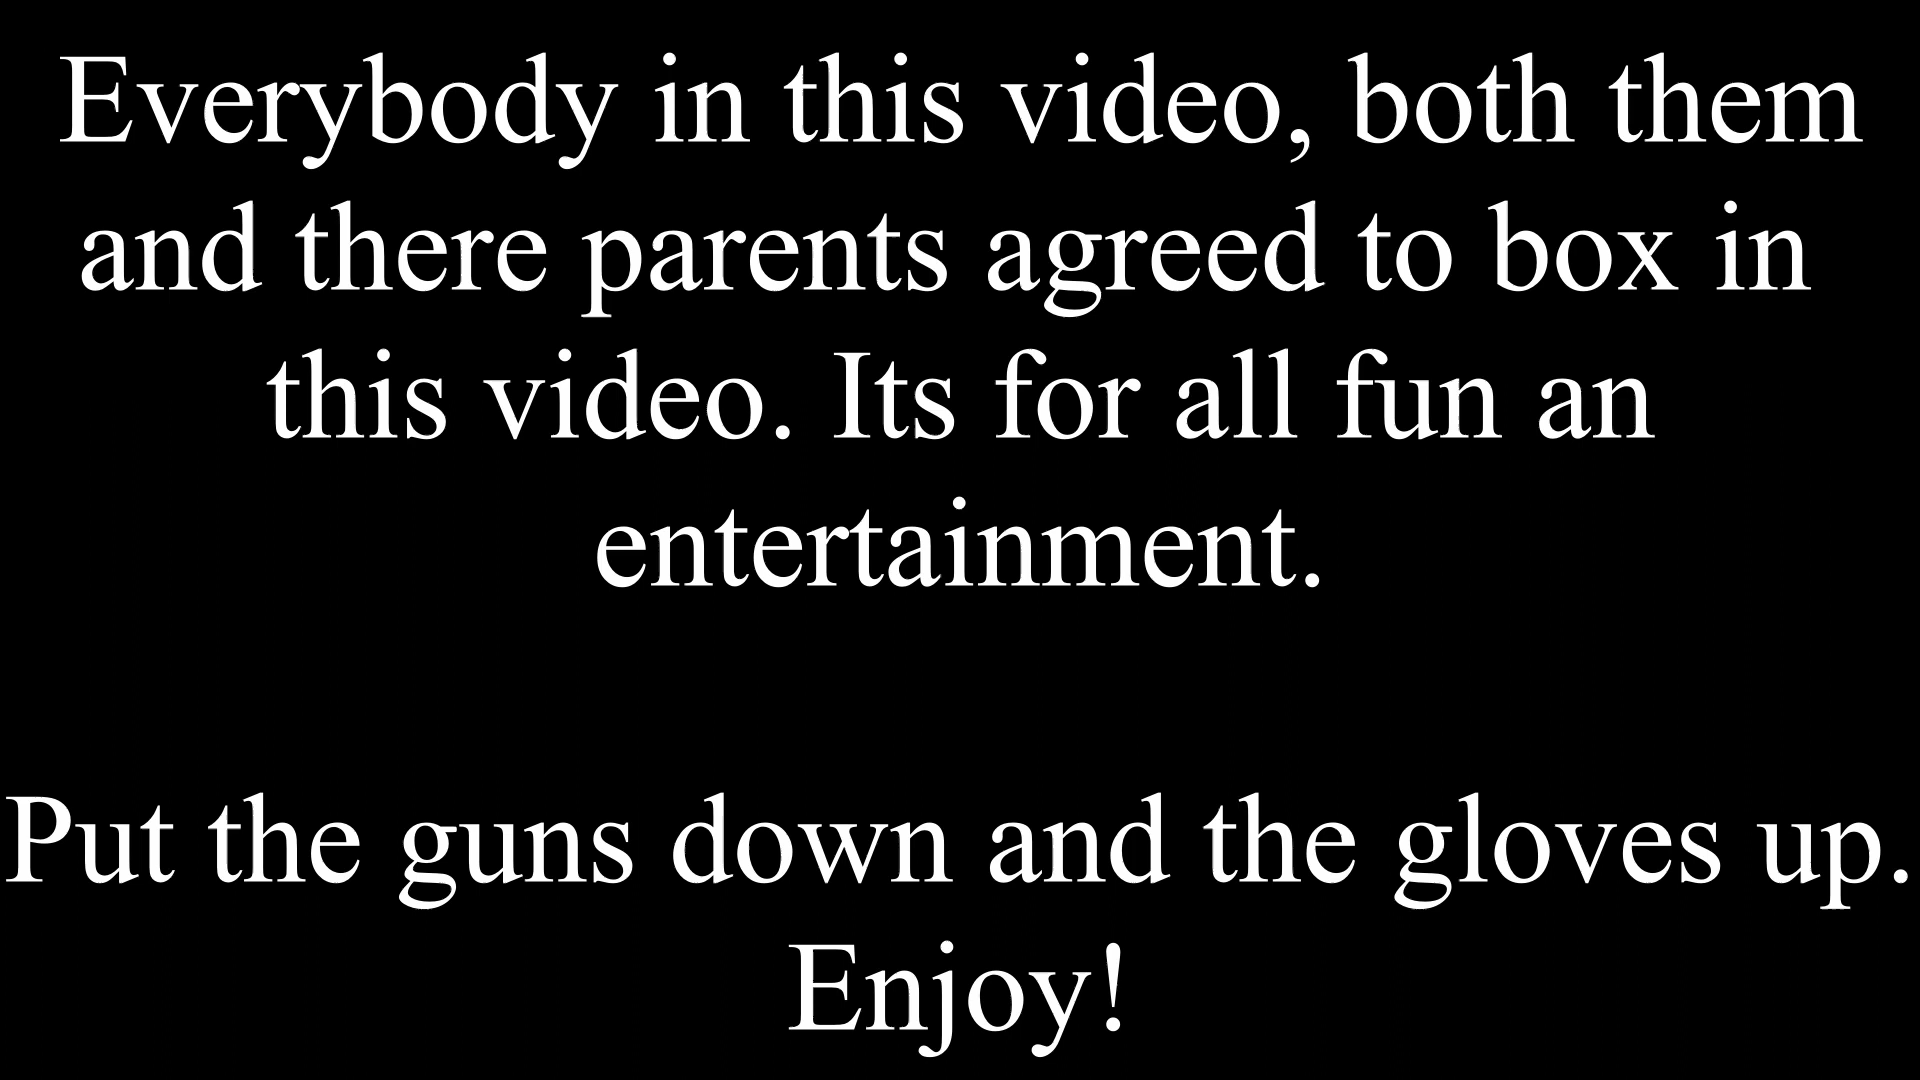 Everybody in this video, both them
and there parents agreed to box in
this video. Its for all fun an
entertainment.
Put the guns down and the gloves up.
Enjoy!